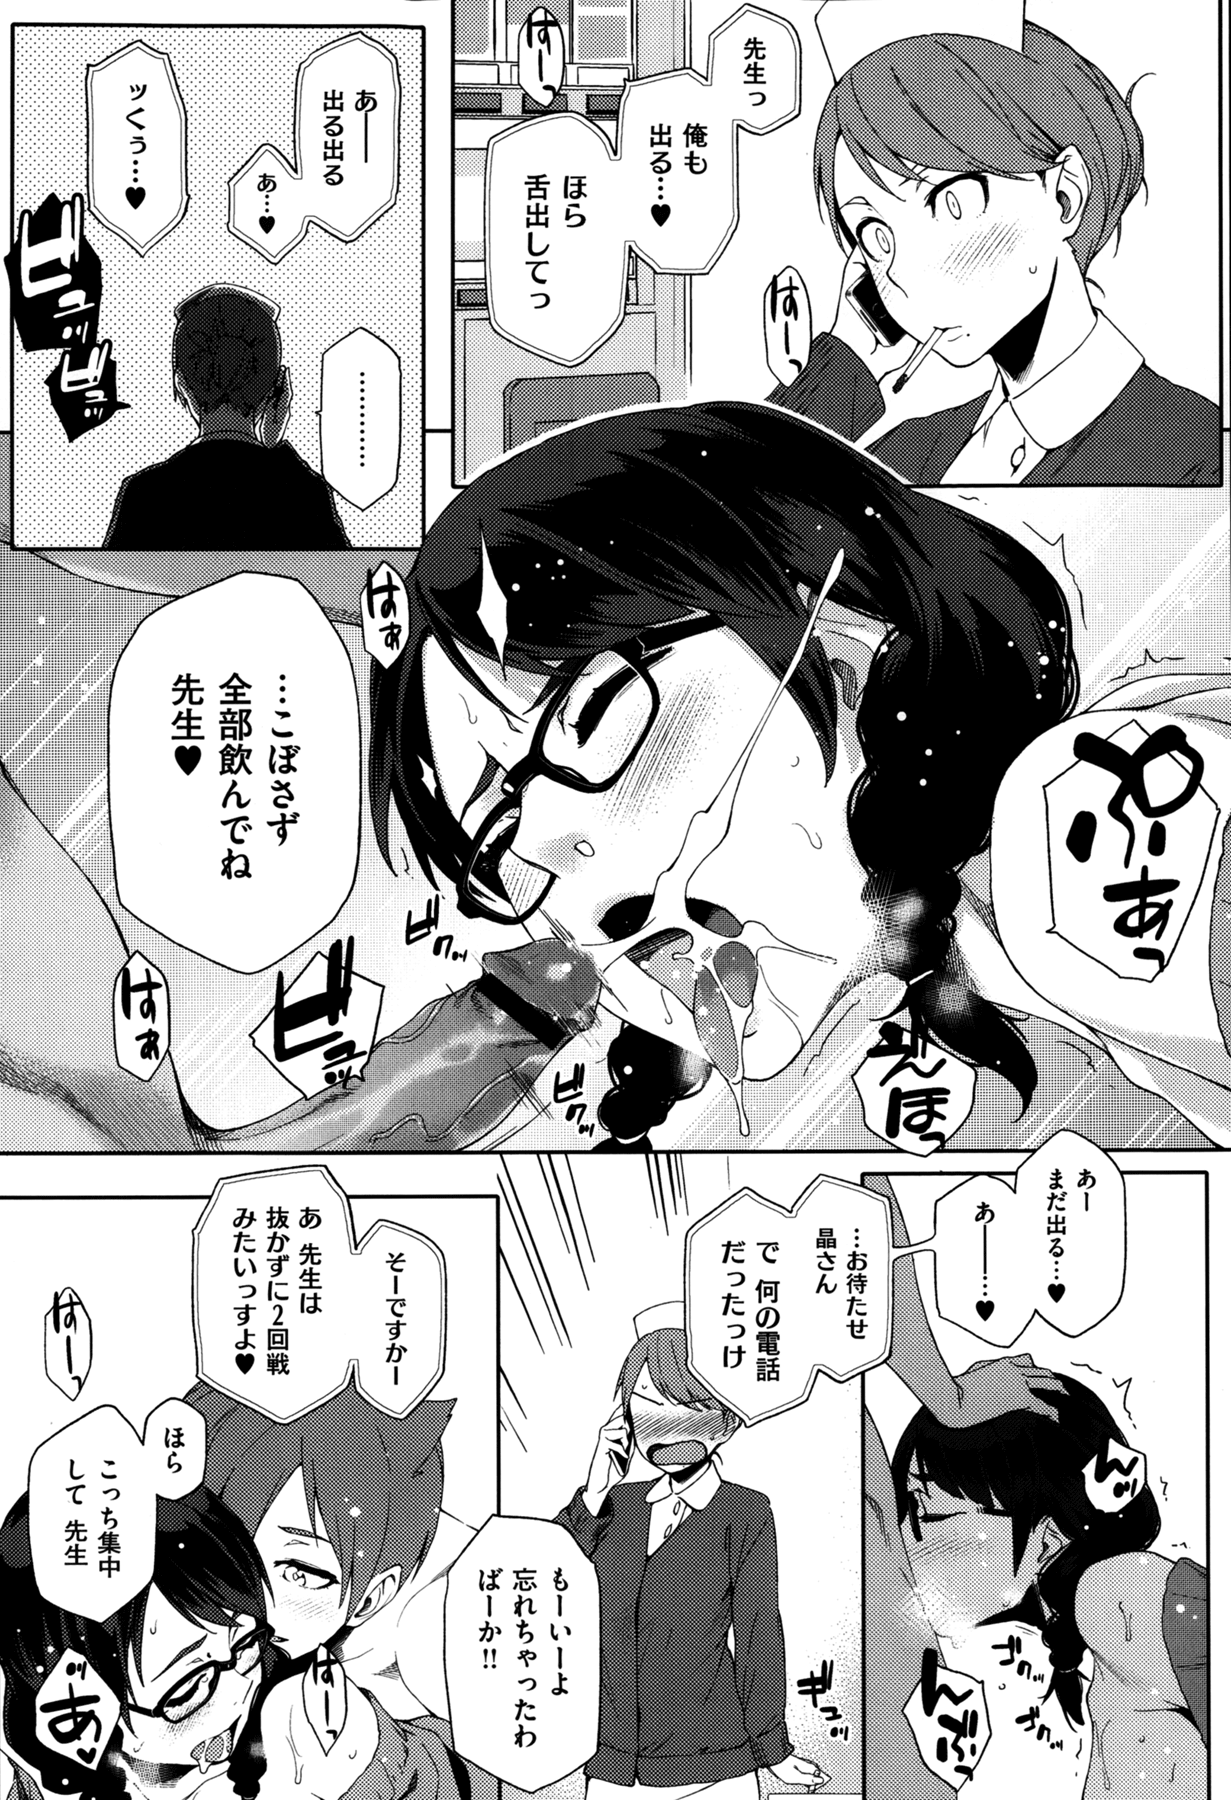 先生っ
俺も
出る…♥
ほら
舌出してっ
はーっ
はーっ
あーー
出る出る
あ…♥
ッくぅ…♥
ビュー
ビュッ
…………
はぁ
…こぼさず
全部飲んでね
先生♥
はぁ
ビュッ
ビクッ
ビクッ
ぷぁっ
ぞんほっ
あー
まだ出る…♥
あーー…♥
んっ
んぶっ
ゴクッ
ゴクッ
…お待たせ
晶さん
で 何の電話
だったっけ
もーいーよ
忘れちゃったわ
ばーか!!
ギュッ
そーですかー
あ 先生は
抜かずに2回戦
みたいっすよ♥
はーっ
ほら
こっち集中
して 先生
はーっ
あ♥